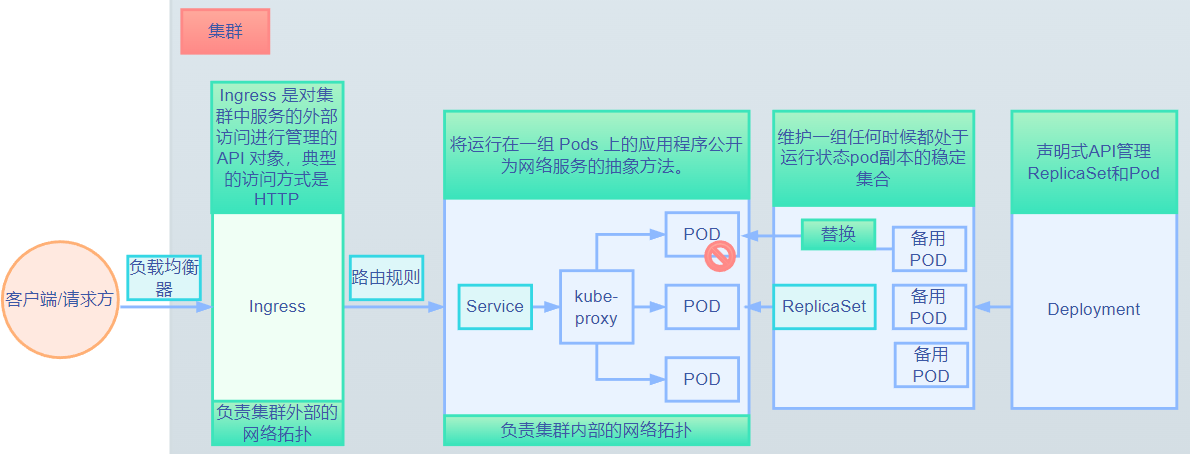 集群
Ingress 是对集
群中服务的外部
访问进行管理的
API 对象，典型
的访问方式是
HTTP
将运行在一组 Pods 上的应用程序公开
为网络服务的抽象方法。
维护一组任何时候都处于
运行状态pod副本的稳定
集合
声明式API管理
ReplicaSet和Pod
客户端/请求方
负载均衡
器
Ingress
路由规则
Service
kube-
proxy
POD
POD
POD
替换
ReplicaSet
备用
POD
备用
POD
备用
POD
Deployment
负责集群外部的
网络拓扑
负责集群内部的网络拓扑